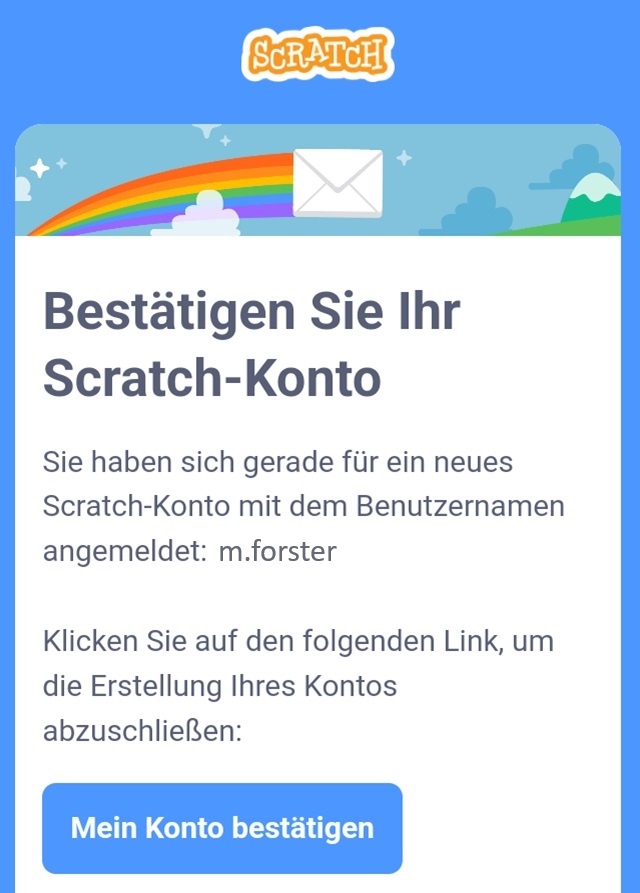 SCRATCH
Bestätigen Sie Ihr
Scratch-Konto
Sie haben sich gerade für ein neues
Scratch-Konto mit dem Benutzernamen
angemeldet: m.forster
Klicken Sie auf den folgenden Link, um
die Erstellung Ihres Kontos
abzuschließen:
Mein Konto bestätigen